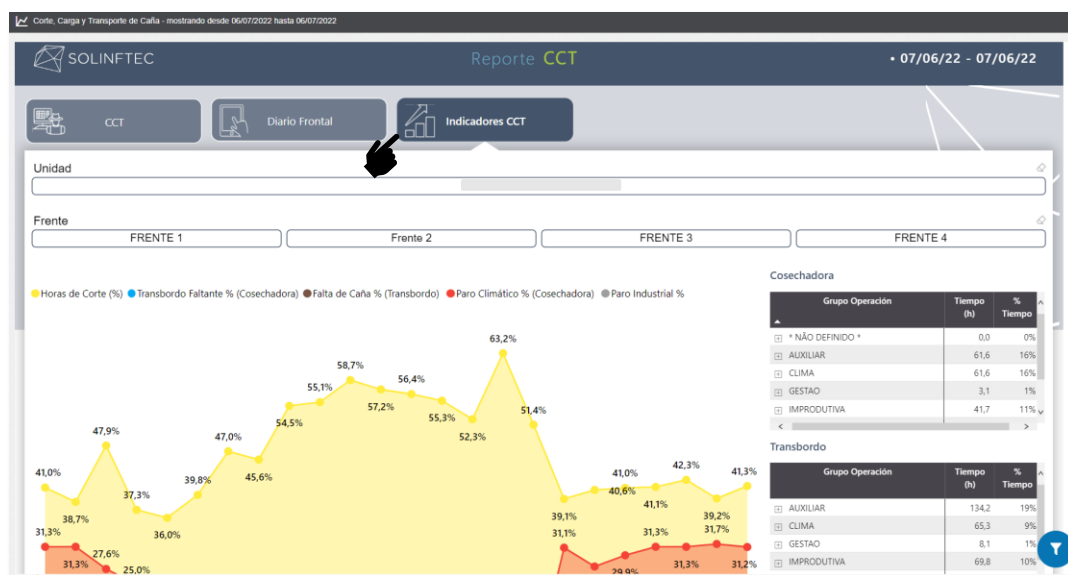 Corte, Carga y Transporte de Caña - mostrando desde 06/07/2022 hasta 06/07/2022
SOLINFTEC
Reporte CCT
• 07/06/22 - 07/06/22
CCT
Diario Frontal
Indicadores CCT
Unidad
Frente
FRENTE 1
Frente 2
FRENTE 3
FRENTE 4
Horas de Corte (%) Transbordo Faltante % (Cosechadora) Falta de Caña % (Transbordo) Paro Climático % (Cosechadora) Paro Industrial %
63,2%
58,7%
56,4%
55,1%
57,2%
55,3%
54,5%
51,4%
52,3%
47,9%
47,0%
45,6%
41,0%
39,8%
37,3%
38,7%
36,0%
41,0%
42,3%
41,3%
40,6%
41,1%
39,1%
39,2%
31,3%
31,1%
31,3%
31,7%
27,6%
31,3%
25,0%
29,9%
31,3%
31,2%
Cosechadora
Grupo Operación Tiempo (h) % Tiempo
* NÃO DEFINIDO * 0,0 0%
AUXILIAR 61,6 16%
CLIMA 61,6 16%
GESTAO 3,1 1%
IMPRODUTIVA 41,7 11%
Transbordo
Grupo Operación Tiempo (h) % Tiempo
AUXILIAR 134,2 19%
CLIMA 65,3 9%
GESTAO 8,1 1%
IMPRODUTIVA 69,8 10%